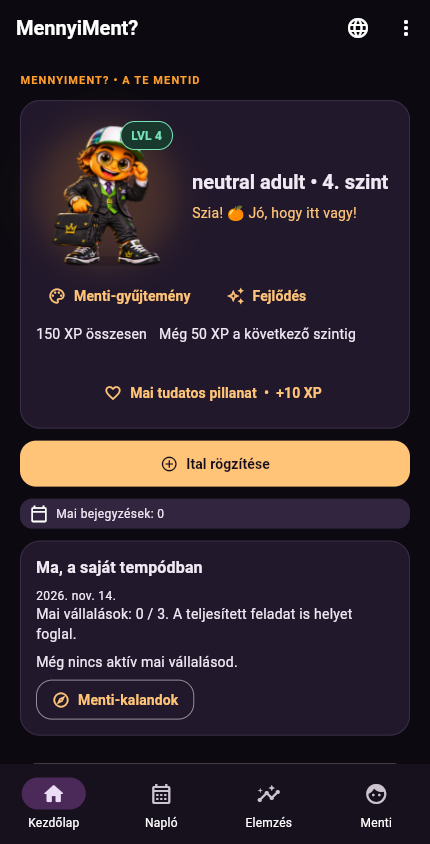 MennyiMent?
MENNYIMENT? • A TE MENTID
LVL 4
neutral adult • 4. szint
Szia! 🍊 Jó, hogy itt vagy!
Menti-gyűjtemény
Fejlődés
150 XP összesen
Még 50 XP a következő szintig
Mai tudatos pillanat • +10 XP
Ital rögzítése
Mai bejegyzések: 0
Ma, a saját tempódban
2026. nov. 14.
Mai vállalások: 0 / 3. A teljesített feladat is helyet
foglal.
Még nincs aktív mai vállalásod.
Menti-kalandok
Kezdőlap
Napló
Elemzés
Menti